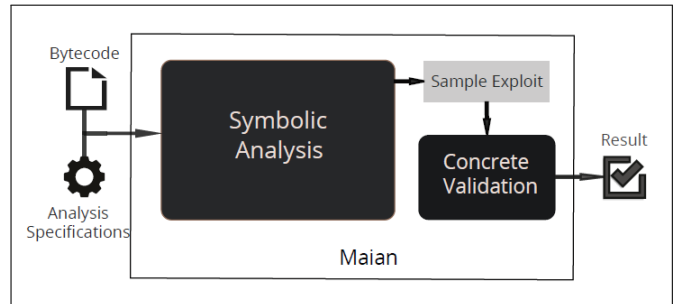 Bytecode
Analysis
Specifications
Symbolic
Analysis
Sample Exploit
Concrete
Validation
Result
Maian